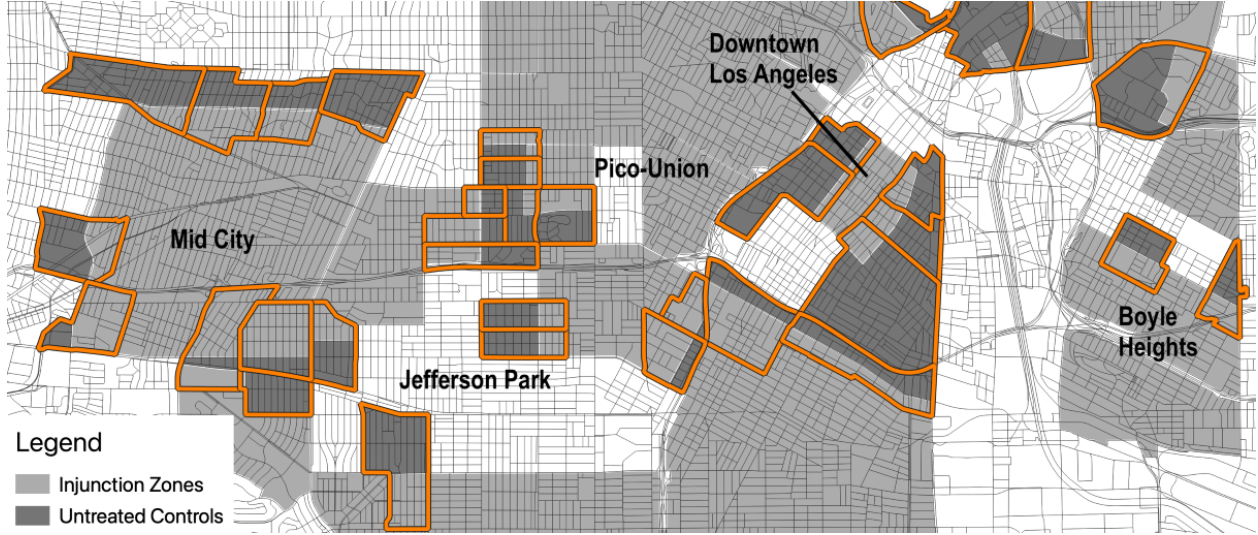 Downtown
Los Angeles
Pico-Union
Mid City
Boyle
Heights
Jefferson Park
Legend
Injunction Zones
Untreated Controls